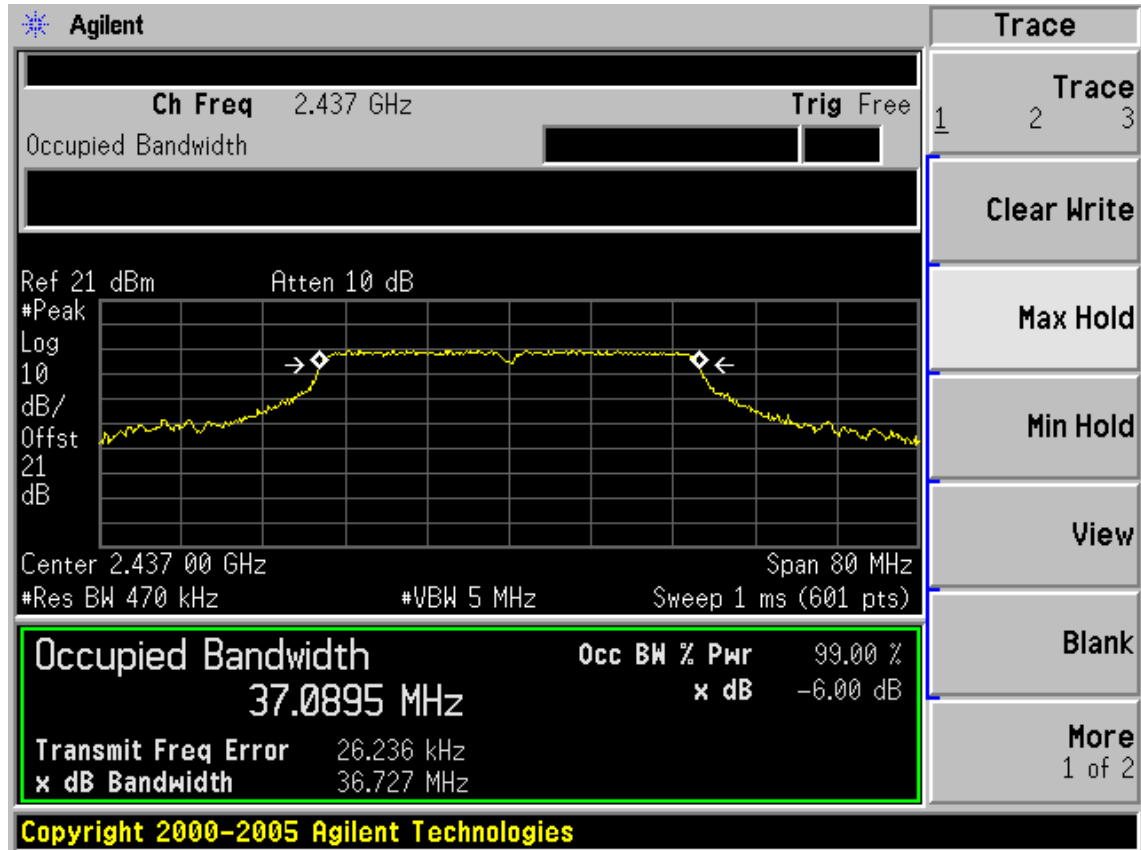 Agilent
Trace
Ch Freq 2.437 GHz Trig Free
Occupied Bandwidth
Trace
1 2 3
Clear Write
Max Hold
Min Hold
View
Blank
More
1 of 2
Ref 21 dBm Atten 10 dB
#Peak
Log
10
dB/
Offst
21
dB
Center 2.437 00 GHz Span 80 MHz
#Res BW 470 kHz #VBW 5 MHz Sweep 1 ms (601 pts)
Occupied Bandwidth Occ BW % Pwr 99.00 %
37.0895 MHz x dB -6.00 dB
Transmit Freq Error 26.236 kHz
x dB Bandwidth 36.727 MHz
Copyright 2000-2005 Agilent Technologies